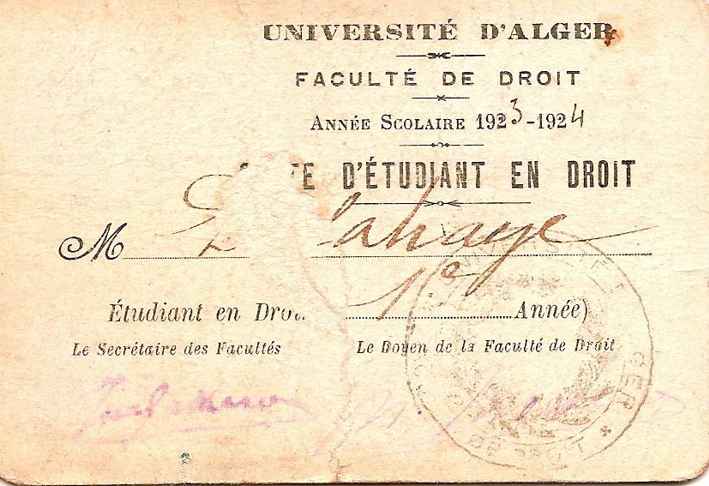 UNIVERSITÉ D'ALGER
FACULTÉ DE DROIT
ANNÉE SCOLAIRE 1923-1924
D'ÉTUDIANT EN DROIT
M
Étudiant en 1e Année)
Le Secrétaire des Facultés Le Doyen de la Faculté de Droit